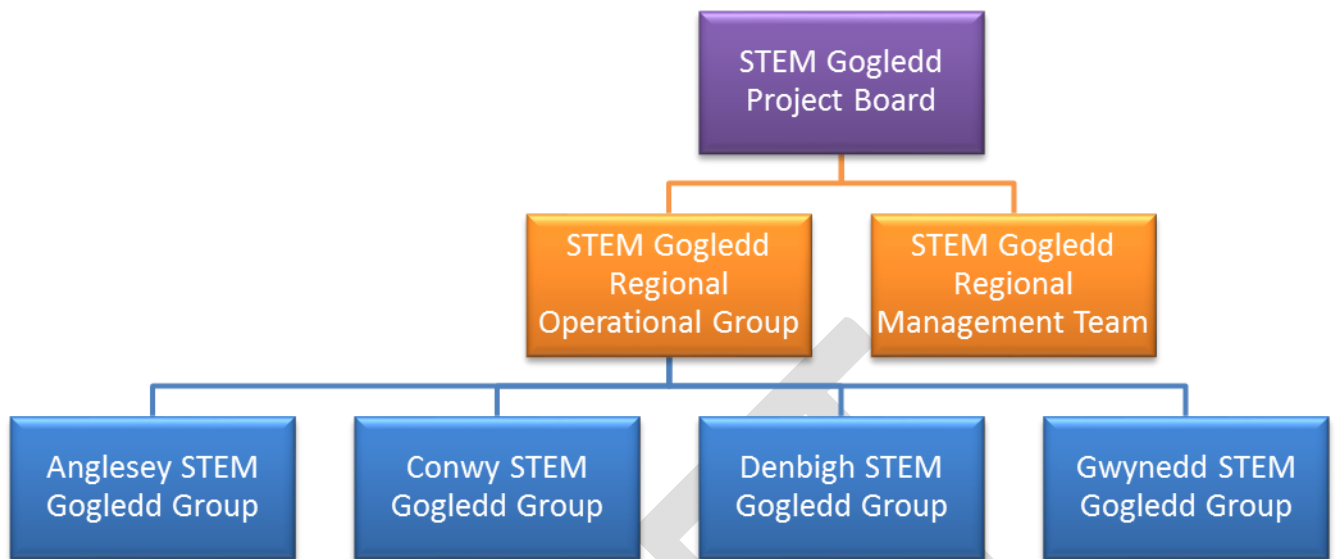 STEM Gogledd
Project Board
STEM Gogledd
Regional
Operational Group
STEM Gogledd
Regional
Management Team
Anglesey STEM
Gogledd Group
Conwy STEM
Gogledd Group
Denbigh STEM
Gogledd Group
Gwynedd STEM
Gogledd Group